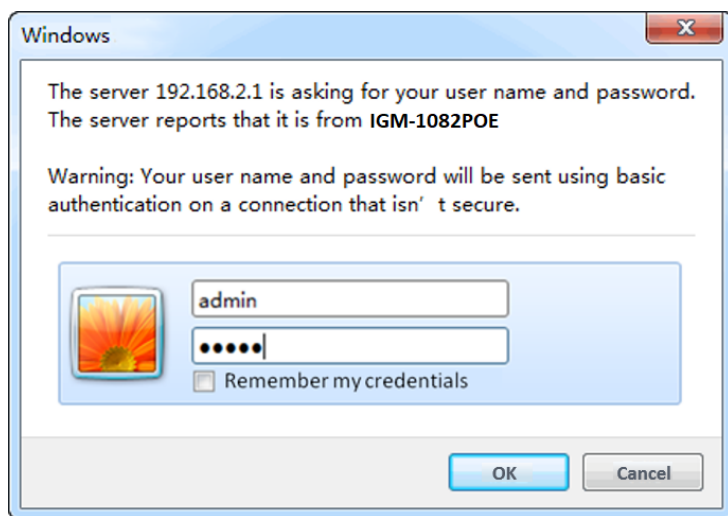 Windows
The server 192.168.2.1 is asking for your user name and password.
The server reports that it is from IGM-1082POE
Warning: Your user name and password will be sent using basic
authentication on a connection that isn' t secure.
admin
●●●●●
Remember my credentials
OK
Cancel